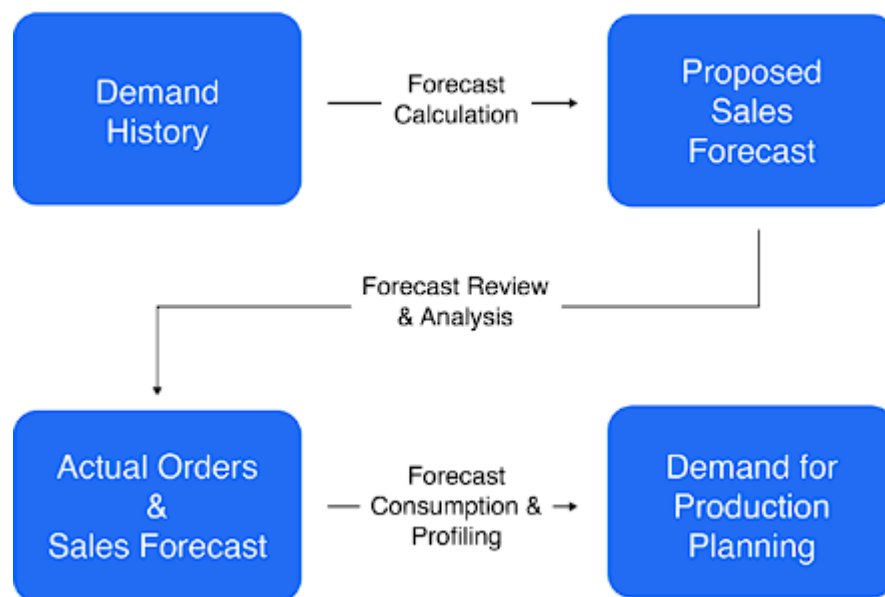 Demand
History
Forecast
Calculation
Proposed
Sales
Forecast
Forecast Review
& Analysis
Actual Orders
&
Sales Forecast
Forecast
Consumption &
Profiling
Demand for
Production
Planning